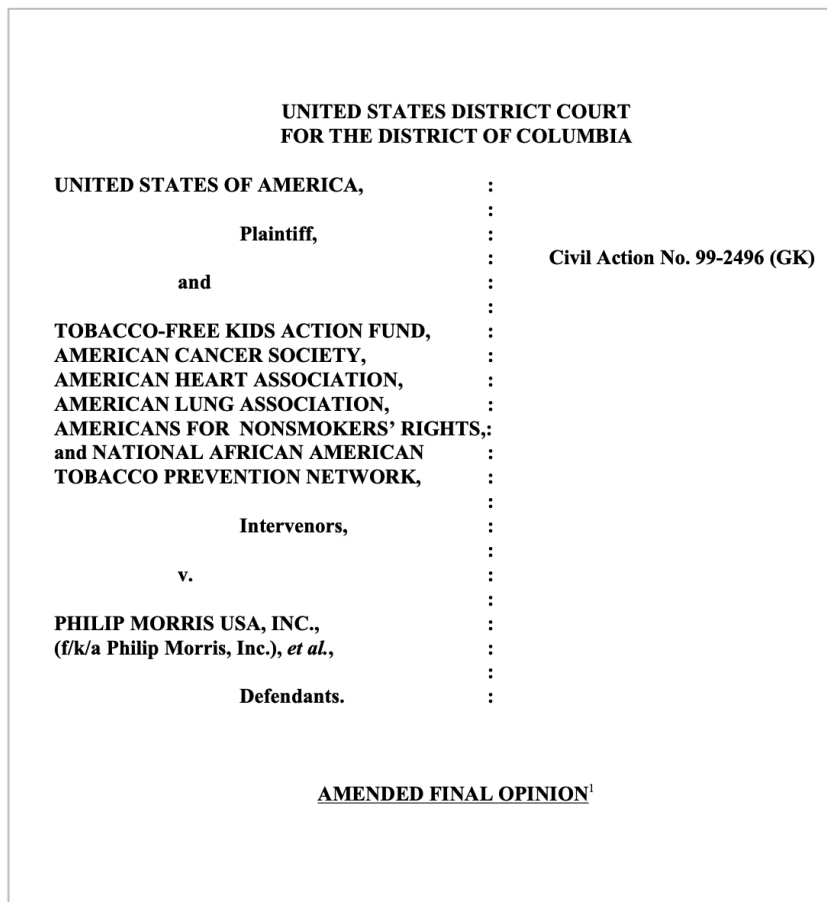 UNITED STATES DISTRICT COURT
FOR THE DISTRICT OF COLUMBIA
UNITED STATES OF AMERICA, :
:
Plaintiff, :
: Civil Action No. 99-2496 (GK)
and :
:
TOBACCO-FREE KIDS ACTION FUND, :
AMERICAN CANCER SOCIETY, :
AMERICAN HEART ASSOCIATION, :
AMERICAN LUNG ASSOCIATION, :
AMERICANS FOR NONSMOKERS’ RIGHTS,:
and NATIONAL AFRICAN AMERICAN :
TOBACCO PREVENTION NETWORK, :
:
Intervenors, :
:
v. :
:
PHILIP MORRIS USA, INC., :
(f/k/a Philip Morris, Inc.), et al., :
:
Defendants. :
AMENDED FINAL OPINION¹